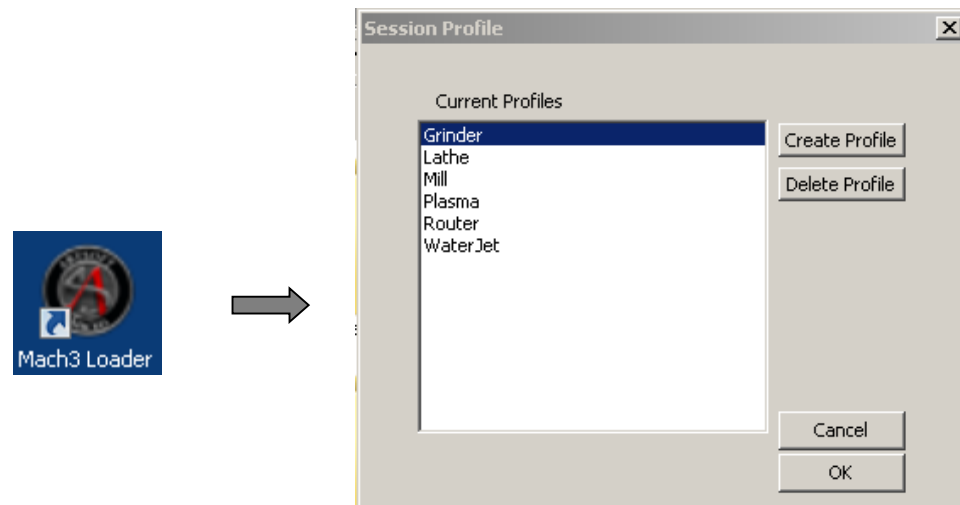 Session Profile
Current Profiles
Grinder
Lathe
Mill
Plasma
Router
WaterJet
Create Profile
Delete Profile
Cancel
OK
Mach3 Loader